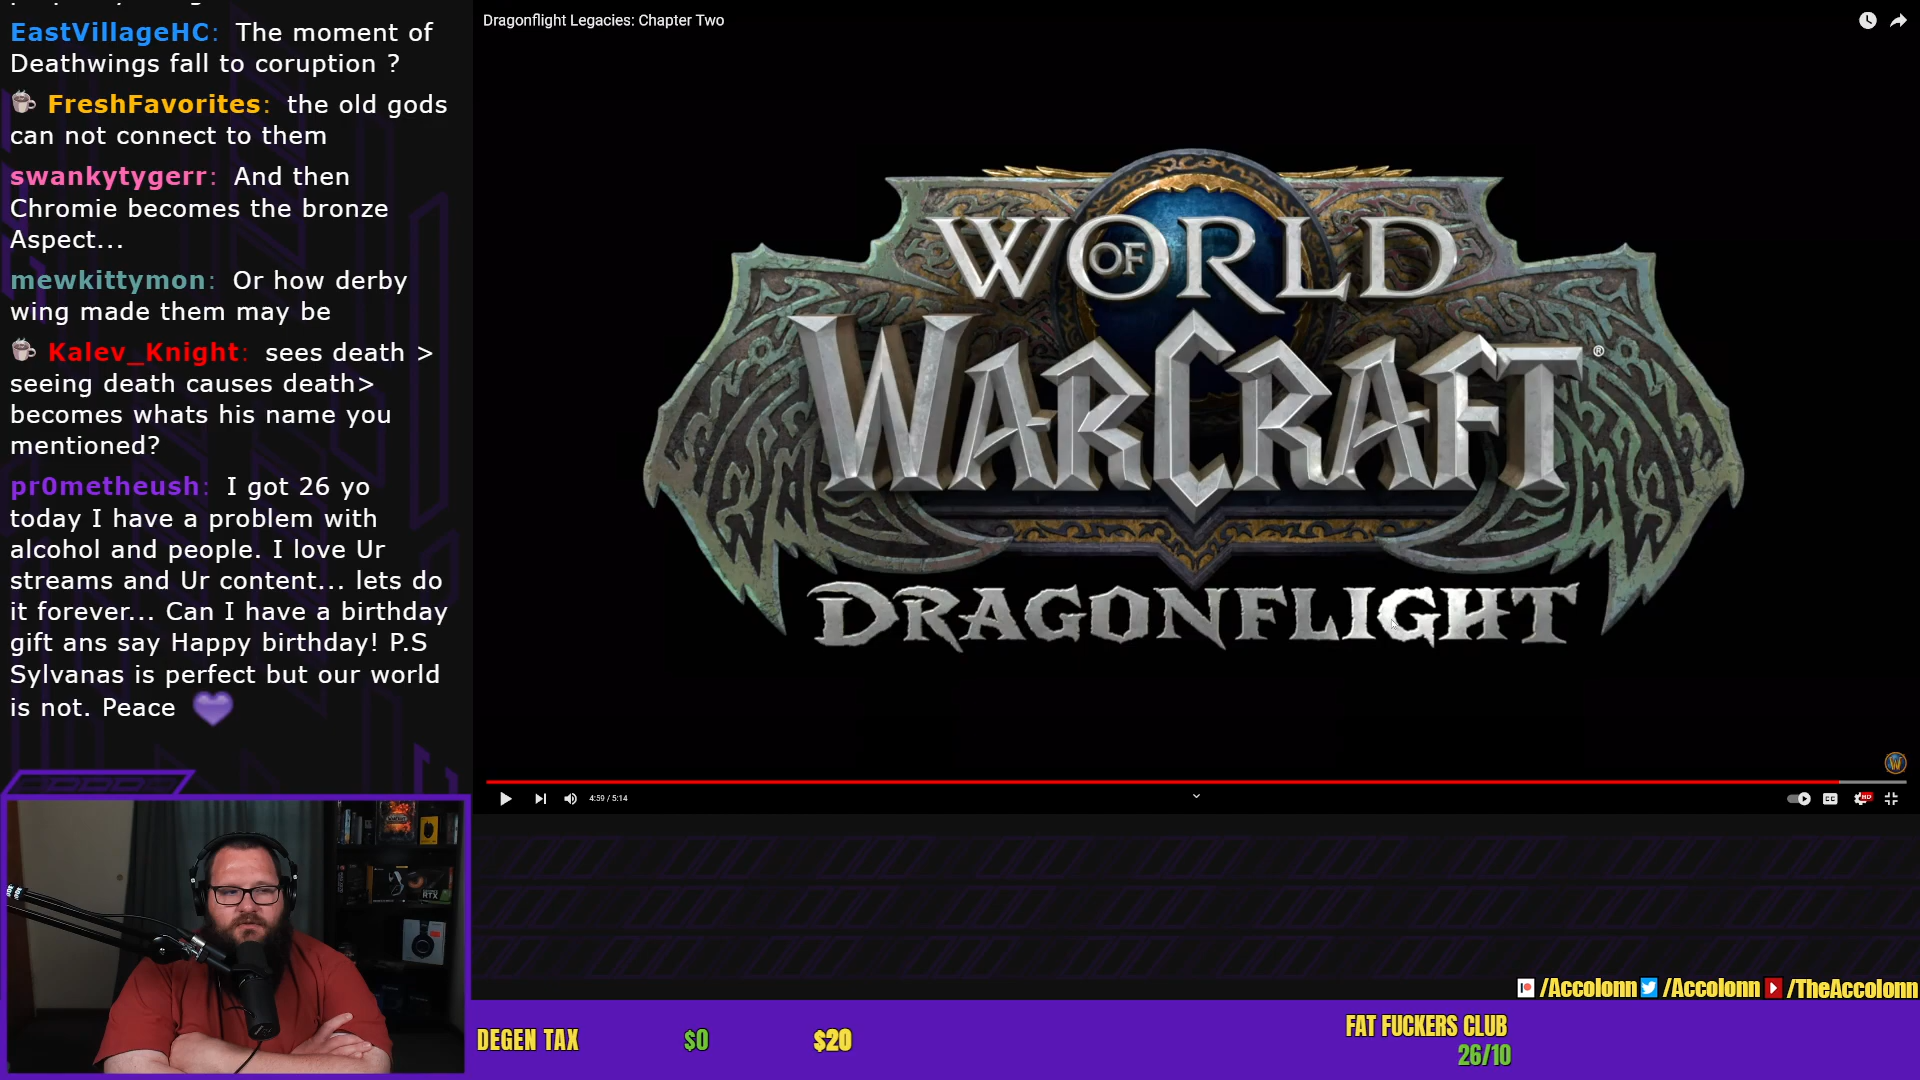 EastVillageHC: The moment of
Deathwings fall to coruption ?
FreshFavorites: the old gods
can not connect to them
swankytygerr: And then
Chromie becomes the bronze
Aspect...
mewkittymon: Or how derby
wing made them may be
Kalev_Knight: sees death >
seeing death causes death>
becomes whats his name you
mentioned?
pr0metheush: I got 26 yo
today I have a problem with
alcohol and people. I love Ur
streams and Ur content... lets do
it forever... Can I have a birthday
gift ans say Happy birthday! P.S
Sylvanas is perfect but our world
is not. Peace
Dragonflight Legacies: Chapter Two
WORLD
OF
WARCRAFT
®
DRAGONFLIGHT
4:59 / 5:14
CC
HD
/Accolonn /Accolonn /TheAccolonn
DEGEN TAX $0 $20
FAT FUCKERS CLUB
26/10